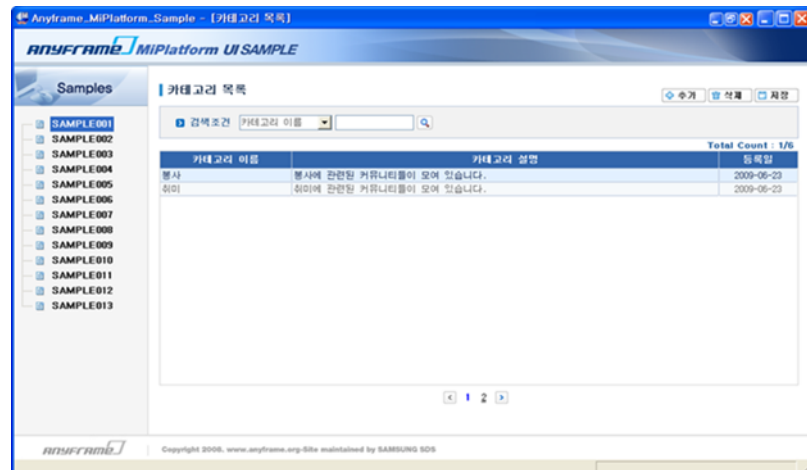 Anyframe_MiPlatform_Sample - [카테고리 목록]
ANYFRAME MiPlatform UI SAMPLE
Samples
SAMPLE001
SAMPLE002
SAMPLE003
SAMPLE004
SAMPLE005
SAMPLE006
SAMPLE007
SAMPLE008
SAMPLE009
SAMPLE010
SAMPLE011
SAMPLE012
SAMPLE013
카테고리 목록
추가 삭제 저장
검색조건 카테고리 이름
Total Count : 1/6
카테고리 이름 카테고리 설명 등록일
봉사 봉사에 관련된 커뮤니티들이 모여 있습니다. 2009-06-23
취미 취미에 관련된 커뮤니티들이 모여 있습니다. 2009-06-23
< 1 2 >
ANYFRAME Copyright 2008. www.anyframe.org-Site maintained by SAMSUNG SDS